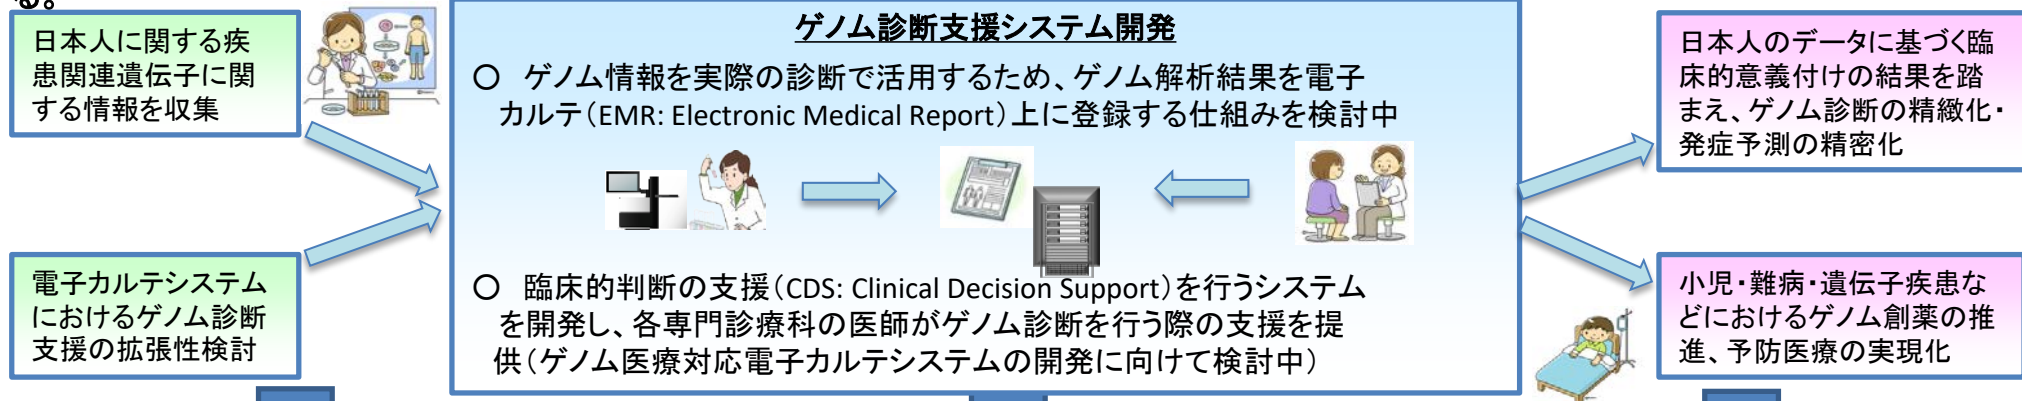 る。
日本人に関する疾
患関連遺伝子に関
する情報を収集
電子カルテシステム
におけるゲノム診断
支援の拡張性検討
ゲノム診断支援システム開発
○ ゲノム情報を実際の診断で活用するため、ゲノム解析結果を電子
カルテ（EMR: Electronic Medical Report）上に登録する仕組みを検討中
○ 臨床的判断の支援（CDS: Clinical Decision Support）を行うシステム
を開発し、各専門診療科の医師がゲノム診断を行う際の支援を提
供（ゲノム医療対応電子カルテシステムの開発に向けて検討中）
日本人のデータに基づく臨
床的意義付けの結果を踏
まえ、ゲノム診断の精緻化・
発症予測の精密化
小児・難病・遺伝子疾患な
どにおけるゲノム創薬の推
進、予防医療の実現化